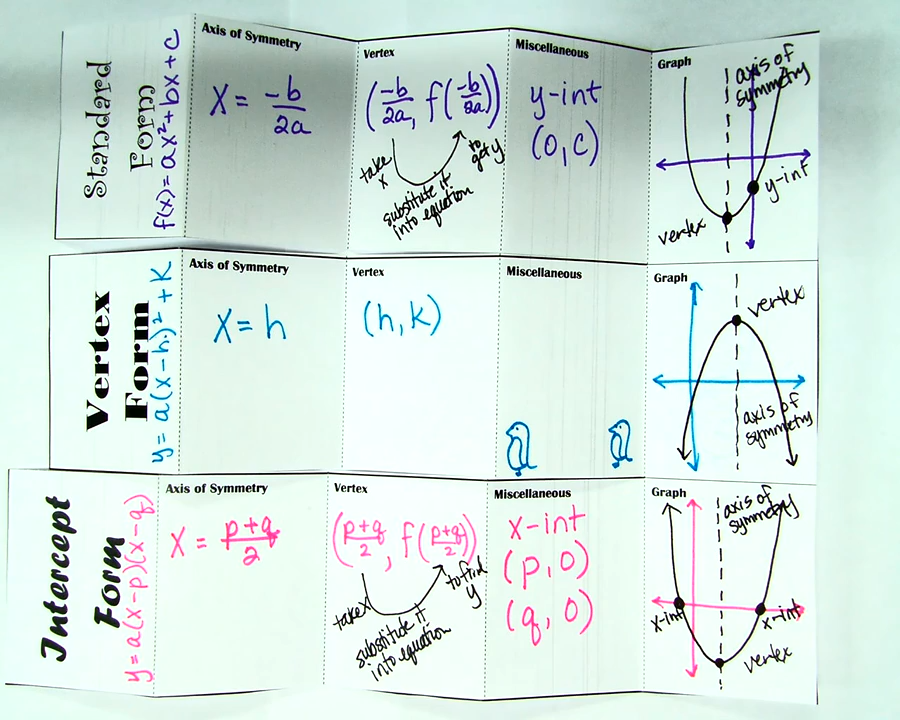 Standard
Form
f(x) = ax² + bx + c
Axis of Symmetry
x = -b/2a
Vertex
(-b/2a, f(-b/2a))
take
x
substitute it
into equation
to
get y
Miscellaneous
y-int
(0, c)
Graph
axis of
symmetry
y-int
vertex
Vertex
Form
y = a(x-h)² + K
Axis of Symmetry
x = h
Vertex
(h, k)
Miscellaneous
Graph
vertex
axis of
symmetry
Intercept
Form
y = a(x-p)(x-q)
Axis of Symmetry
x = p+q/2
Vertex
(p+q/2, f(p+q/2))
take x
substitute it
into equation
to find
y
Miscellaneous
x-int
(p, 0)
(q, 0)
Graph
axis of
symmetry
x-int
x-int
vertex